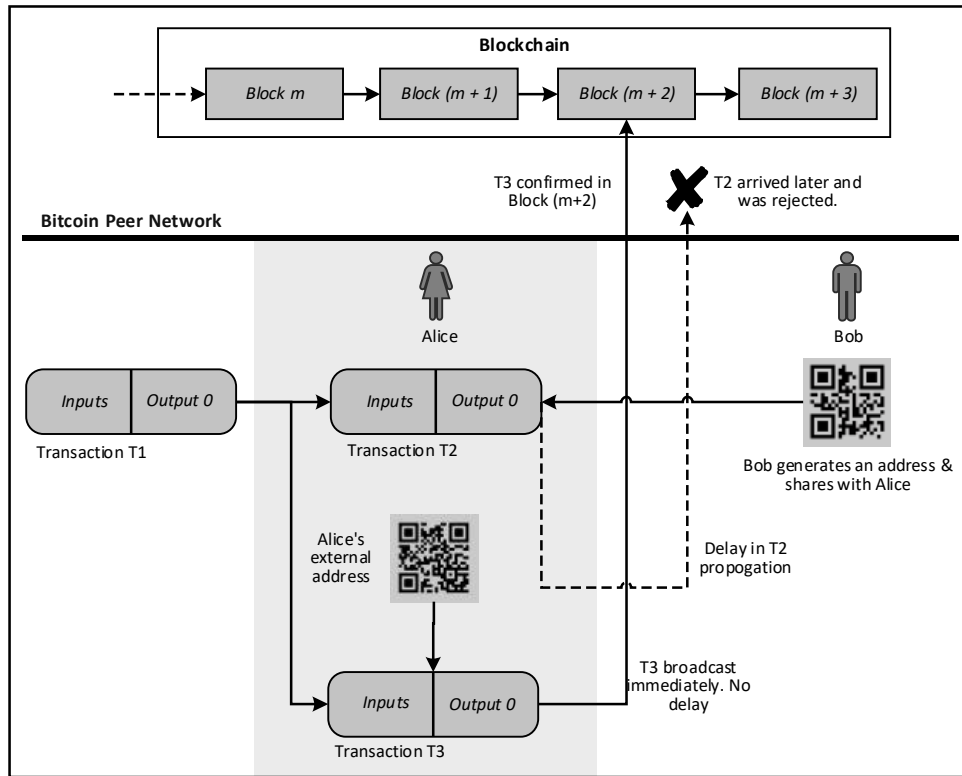 Blockchain
Block m
Block (m + 1)
Block (m + 2)
Block (m + 3)
T3 confirmed in
Block (m+2)
T2 arrived later and
was rejected.
Bitcoin Peer Network
Alice
Bob
Inputs
Output 0
Transaction T1
Inputs
Output 0
Transaction T2
Bob generates an address &
shares with Alice
Alice's
external
address
Delay in T2
propogation
Inputs
Output 0
Transaction T3
T3 broadcast
immediately. No
delay